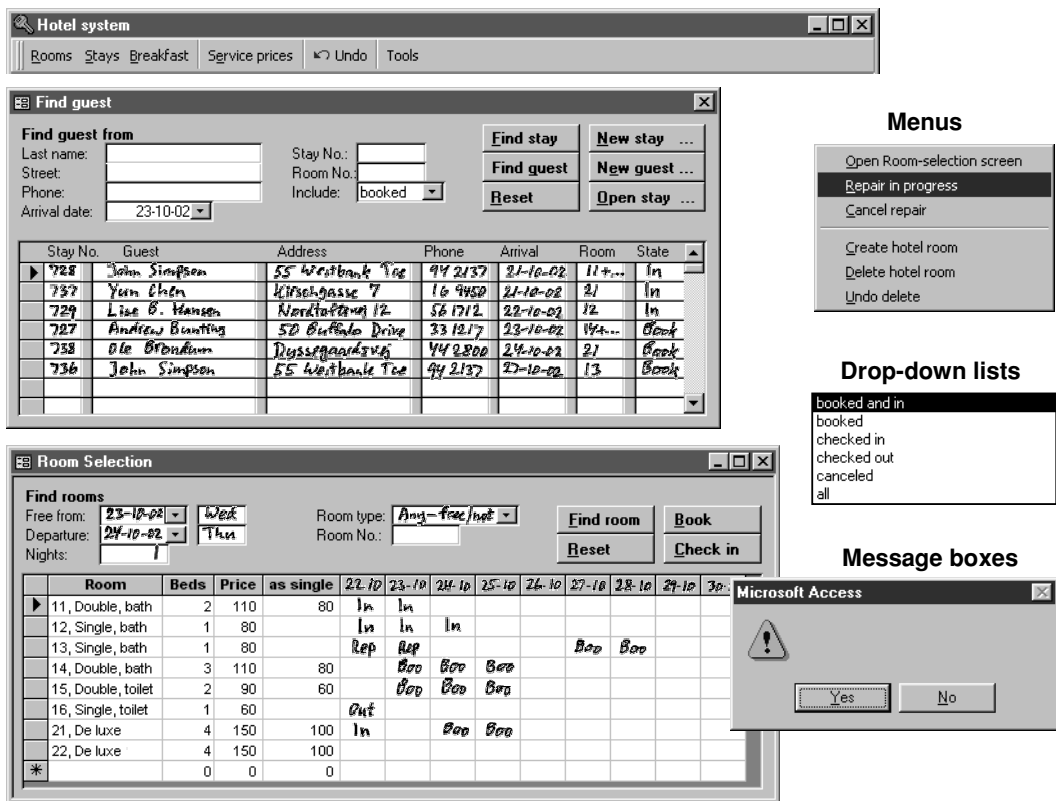 Hotel system
Rooms Stays Breakfast Service prices Undo Tools
Find guest
Find guest from
Last name:
Street:
Phone:
Arrival date: 23-10-02
Stay No.:
Room No.:
Include: booked
Find stay New stay ...
Find guest New guest ...
Reset Open stay ...
Stay No. Guest Address Phone Arrival Room State
728 John Simpson 55 Westbank Tce 94 2137 21-10-02 11+... In
737 Yun Chen Kirschgasse 7 16 9450 21-10-02 21 In
729 Lise B. Hansen Nordtoftevej 12 56 1712 22-10-02 12 In
727 Andrew Bunting 50 Buffalo Drive 33 1217 23-10-02 14+... Book
738 Ole Brondum Dyssegaardsvej 44 2800 24-10-02 21 Book
736 John Simpson 55 Westbank Tce 94 2137 27-10-02 13 Book
Menus
Open Room-selection screen
Repair in progress
Cancel repair
Create hotel room
Delete hotel room
Undo delete
Drop-down lists
booked and in
booked
checked in
checked out
canceled
all
Room Selection
Find rooms
Free from: 23-10-02 Wed
Departure: 24-10-02 Thu
Nights: 1
Room type: Any-free/not
Room No.:
Find room Book
Reset Check in
Room Beds Price as single 22-10 23-10 24-10 25-10 26-10 27-10 28-10 29-10 30-
11, Double, bath 2 110 80 In In
12, Single, bath 1 80 In In In
13, Single, bath 1 80 Rep Rep Boo Boo
14, Double, bath 3 110 80 Boo Boo Boo
15, Double, toilet 2 90 60 Boo Boo Boo
16, Single, toilet 1 60 Out
21, De luxe 4 150 100 In Boo Boo
22, De luxe 4 150 100
0 0 0
Message boxes
Microsoft Access
Yes No